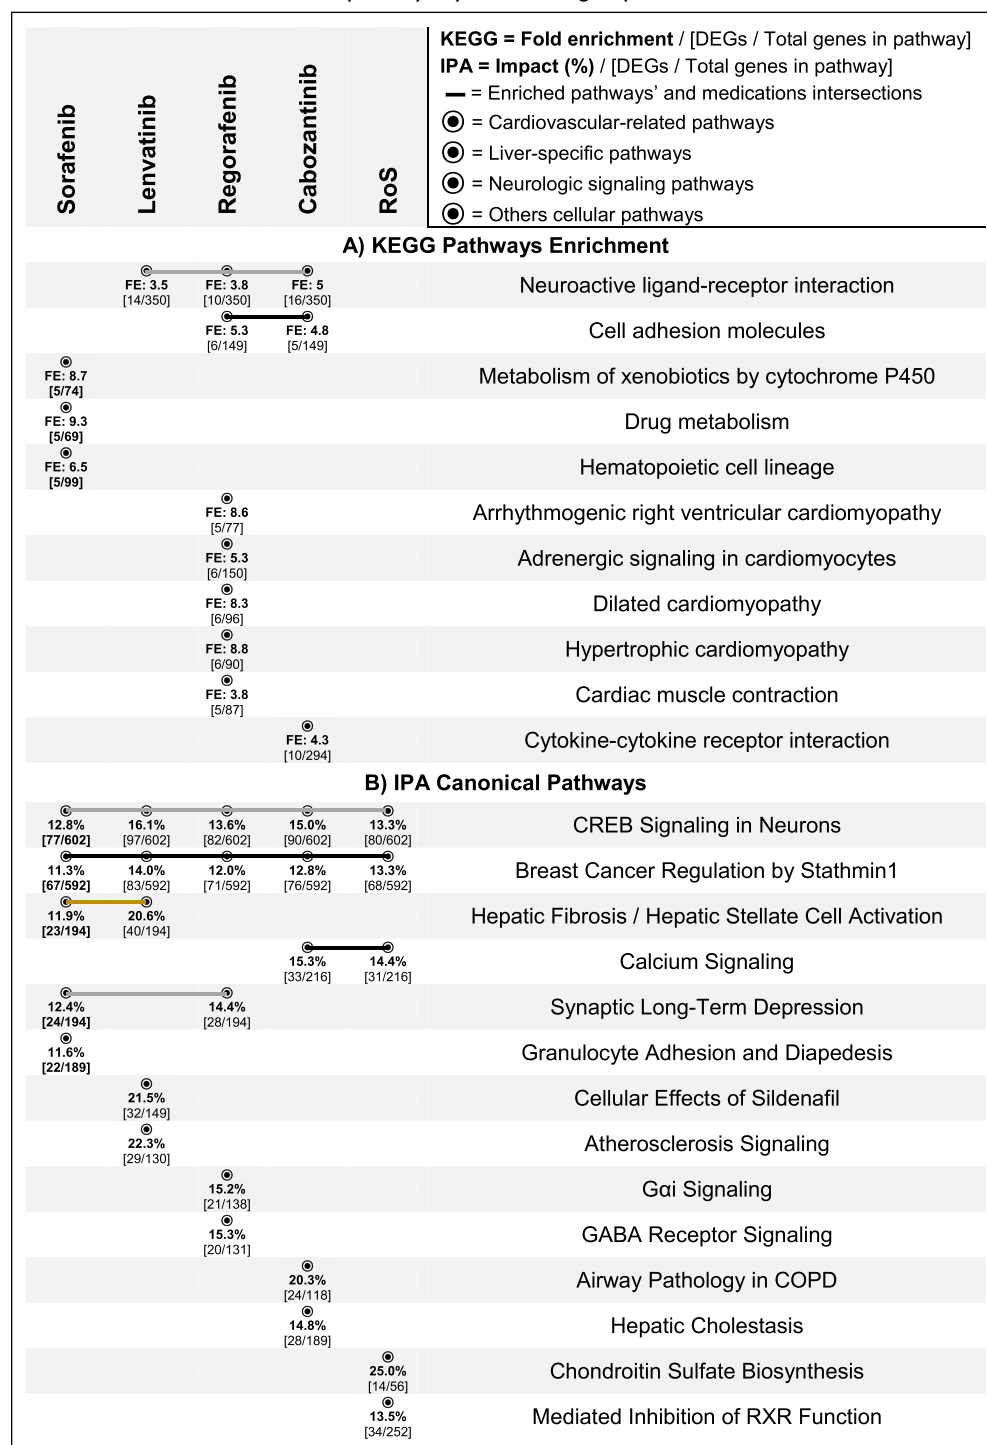 Sorafenib
Lenvatinib
Regorafenib
Cabozantinib
RoS
KEGG = Fold enrichment / [DEGs / Total genes in pathway]
IPA = Impact (%) / [DEGs / Total genes in pathway]
= Enriched pathways' and medications intersections
= Cardiovascular-related pathways
= Liver-specific pathways
= Neurologic signaling pathways
= Others cellular pathways
A) KEGG Pathways Enrichment
FE: 3.5 FE: 3.8 FE: 5 Neuroactive ligand-receptor interaction
[14/350] [10/350] [16/350]
FE: 5.3 FE: 4.8 Cell adhesion molecules
[6/149] [5/149]
FE: 8.7 Metabolism of xenobiotics by cytochrome P450
[5/74]
FE: 9.3 Drug metabolism
[5/69]
FE: 6.5 Hematopoietic cell lineage
[5/99]
FE: 8.6 Arrhythmogenic right ventricular cardiomyopathy
[5/77]
FE: 5.3 Adrenergic signaling in cardiomyocytes
[6/150]
FE: 8.3 Dilated cardiomyopathy
[6/96]
FE: 8.8 Hypertrophic cardiomyopathy
[6/90]
FE: 3.8 Cardiac muscle contraction
[5/87]
FE: 4.3 Cytokine-cytokine receptor interaction
[10/294]
B) IPA Canonical Pathways
12.8% 16.1% 13.6% 15.0% 13.3% CREB Signaling in Neurons
[77/602] [97/602] [82/602] [90/602] [80/602]
11.3% 14.0% 12.0% 12.8% 13.3% Breast Cancer Regulation by Stathmin1
[67/592] [83/592] [71/592] [76/592] [68/592]
11.9% 20.6% Hepatic Fibrosis / Hepatic Stellate Cell Activation
[23/194] [40/194]
15.3% 14.4% Calcium Signaling
[33/216] [31/216]
12.4% 14.4% Synaptic Long-Term Depression
[24/194] [28/194]
11.6% Granulocyte Adhesion and Diapedesis
[22/189]
21.5% Cellular Effects of Sildenafil
[32/149]
22.3% Atherosclerosis Signaling
[29/130]
15.2% Gαi Signaling
[21/138]
15.3% GABA Receptor Signaling
[20/131]
20.3% Airway Pathology in COPD
[24/118]
14.8% Hepatic Cholestasis
[28/189]
25.0% Chondroitin Sulfate Biosynthesis
[14/56]
13.5% Mediated Inhibition of RXR Function
[34/252]